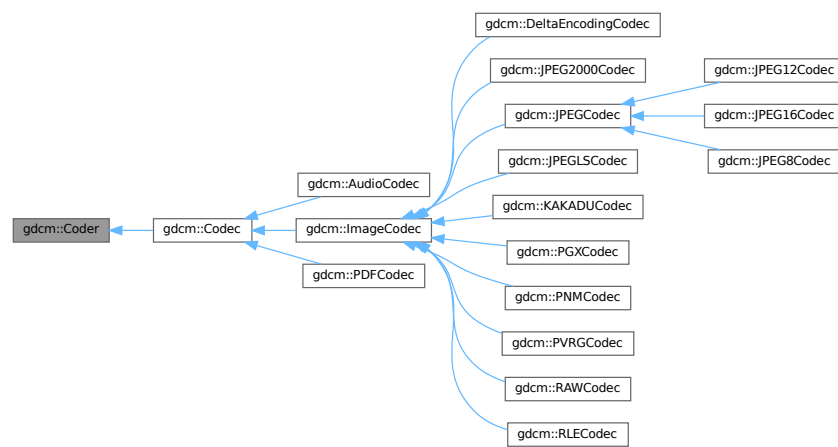 gdcm::DeltaEncodingCodec
gdcm::JPEG2000Codec
gdcm::JPEG12Codec
gdcm::JPEGCodec
gdcm::JPEG16Codec
gdcm::JPEGLSCodec
gdcm::JPEG8Codec
gdcm::AudioCodec
gdcm::KAKADUCodec
gdcm::Coder
gdcm::Codec
gdcm::ImageCodec
gdcm::PGXCodec
gdcm::PDFCodec
gdcm::PNMCodec
gdcm::PVRGCodec
gdcm::RAWCodec
gdcm::RLECodec